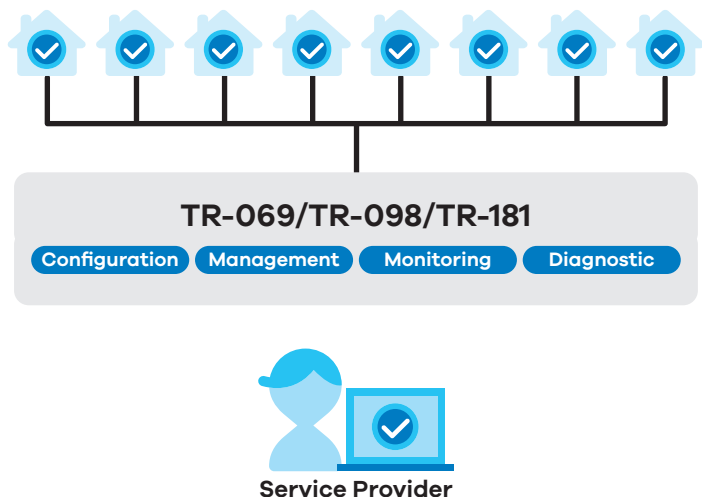 TR-069/TR-098/TR-181
Configuration Management Monitoring Diagnostic
Service Provider